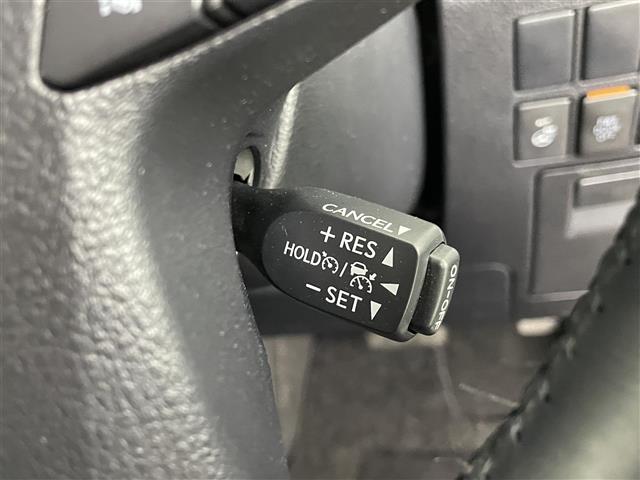 CANCEL▼
+ RES ▲
HOLD /
− SET ▼
ON-OFF